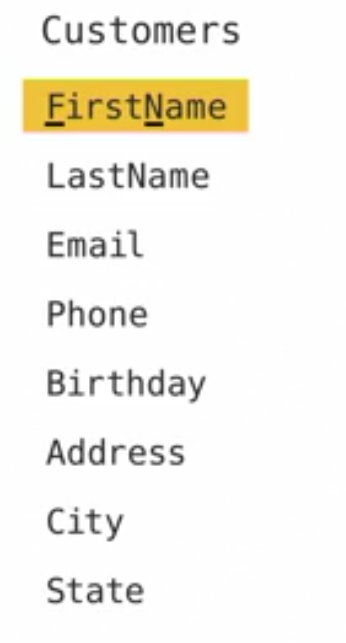 Customers
FirstName
LastName
Email
Phone
Birthday
Address
City
State